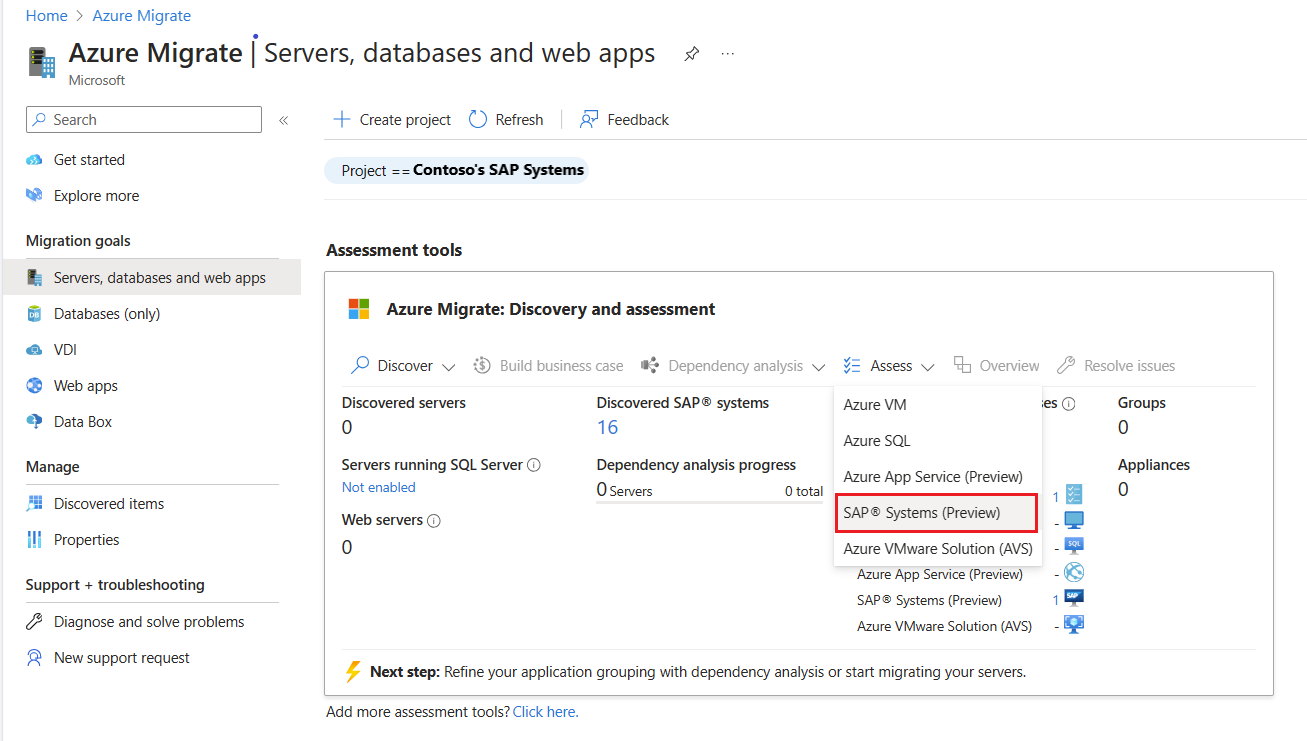 Home > Azure Migrate
Azure Migrate | Servers, databases and web apps
Microsoft
Search
«
Get started
Explore more
Migration goals
Servers, databases and web apps
Databases (only)
VDI
Web apps
Data Box
Manage
Discovered items
Properties
Support + troubleshooting
Diagnose and solve problems
New support request
Create project Refresh Feedback
Project == Contoso's SAP Systems
Assessment tools
Azure Migrate: Discovery and assessment
Discover Build business case Dependency analysis Assess Overview Resolve issues
Discovered servers
0
Servers running SQL Server
Not enabled
Web servers
0
Discovered SAP® systems
16
Dependency analysis progress
0 Servers 0 total
Azure VM
Azure SQL
Azure App Service (Preview)
SAP® Systems (Preview)
Azure VMware Solution (AVS)
1
-
-
Azure App Service (Preview) -
SAP® Systems (Preview) 1
Azure VMware Solution (AVS) -
Groups
0
Appliances
0
Next step: Refine your application grouping with dependency analysis or start migrating your servers.
Add more assessment tools? Click here.